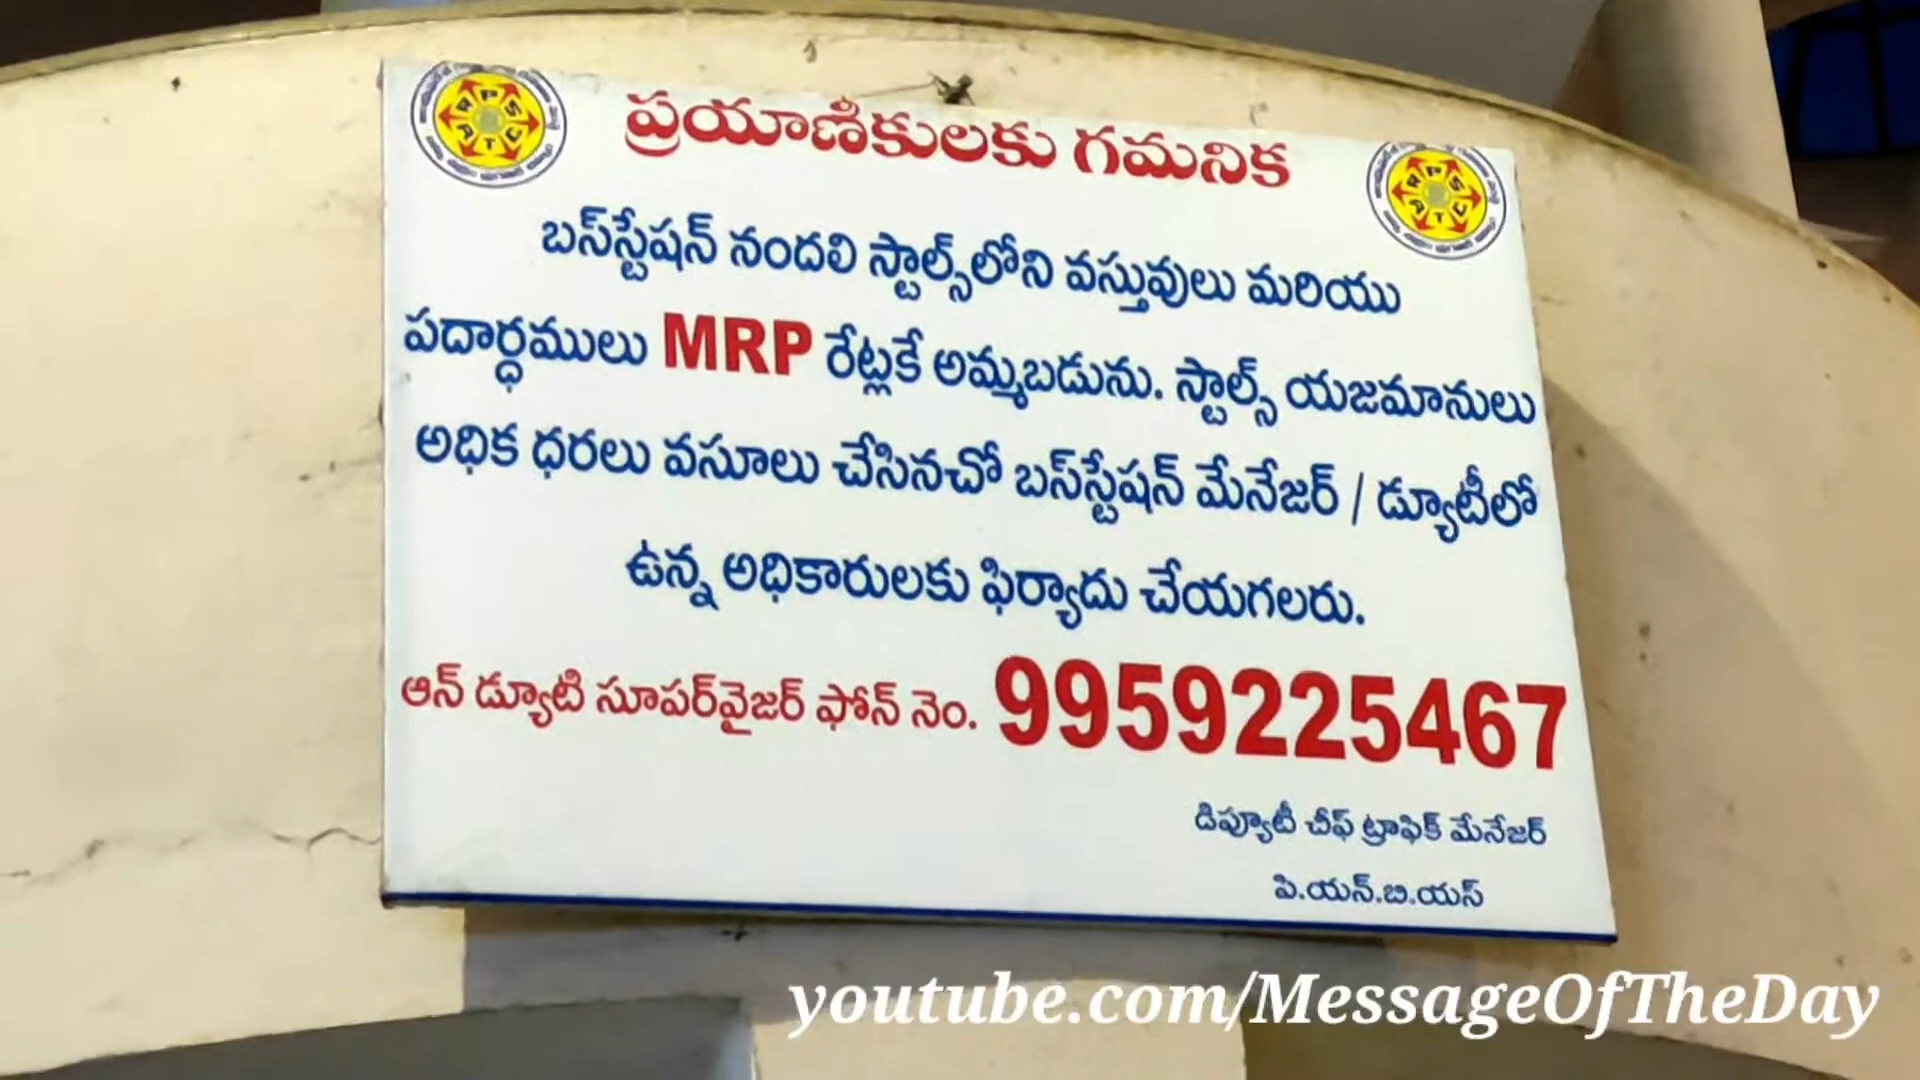 ప్రయాణికులకు గమనిక
బస్‌స్టేషన్ నందలి స్టాల్స్‌లోని వస్తువులు మరియు
పదార్ధములు MRP రేట్లకే అమ్మబడును. స్టాల్స్ యజమానులు
అధిక ధరలు వసూలు చేసినచో బస్‌స్టేషన్ మేనేజర్ / డ్యూటీలో
ఉన్న అధికారులకు ఫిర్యాదు చేయగలరు.
ఆన్ డ్యూటి సూపర్‌వైజర్ ఫోన్ నెం. 9959225467
డిప్యూటీ చీఫ్ ట్రాఫిక్ మేనేజర్
పి.యన్.బి.యస్
youtube.com/MessageOfTheDay